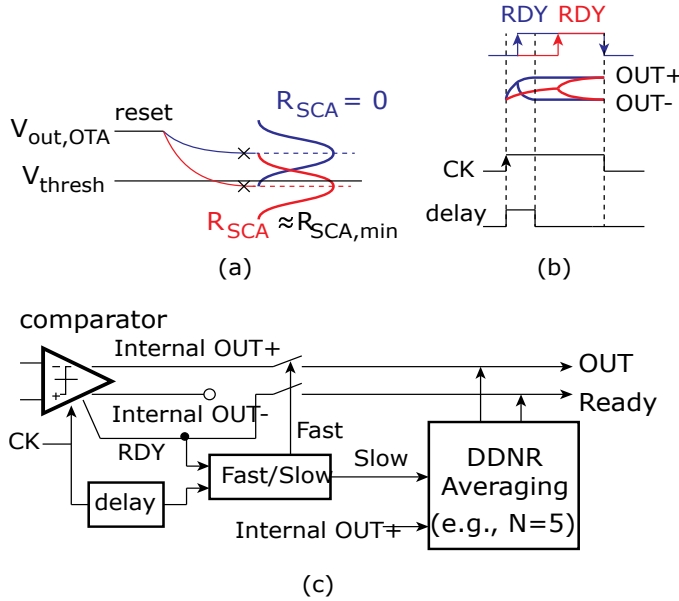 reset
V_out,OTA
V_thresh
R_SCA = 0
R_SCA ≈ R_SCA,min
(a)
RDY RDY
OUT+
OUT-
CK
delay
(b)
comparator
Internal OUT+
OUT
Internal OUT-
Ready
CK
RDY
Fast
Fast/Slow
Slow
delay
DDNR
Averaging
(e.g., N=5)
Internal OUT+
(c)